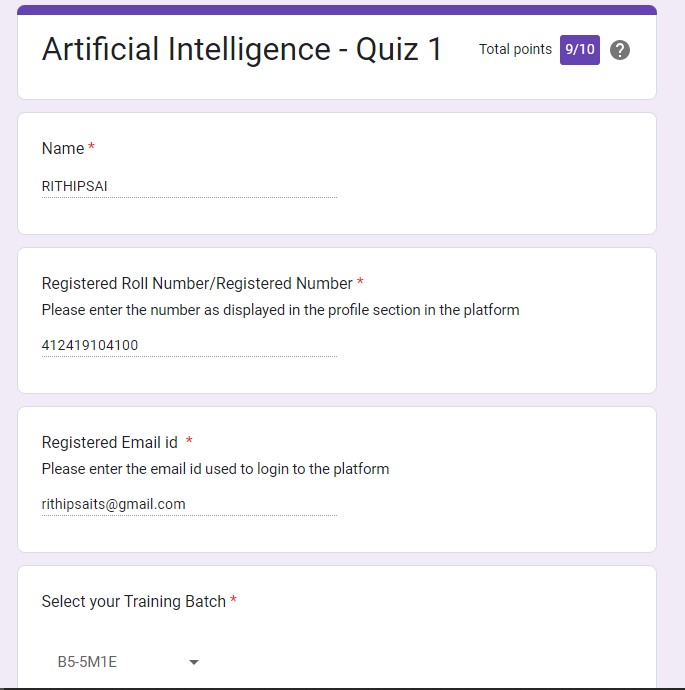 Artificial Intelligence - Quiz 1 Total points 9/10 ?
Name *
RITHIPSAI
Registered Roll Number/Registered Number *
Please enter the number as displayed in the profile section in the platform
412419104100
Registered Email id *
Please enter the email id used to login to the platform
rithipsaits@gmail.com
Select your Training Batch *
B5-5M1E